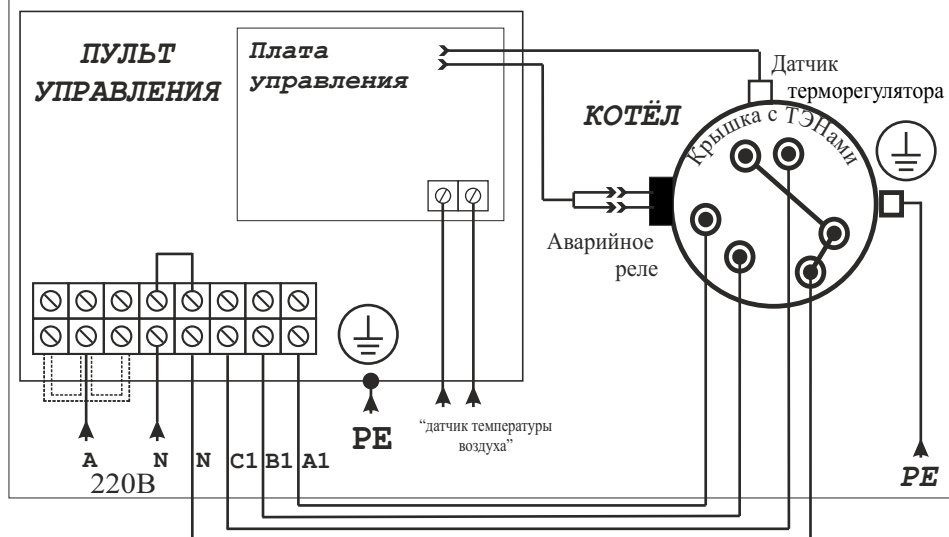 ПУЛЬТ
УПРАВЛЕНИЯ
Плата
управления
КОТЁЛ
Датчик
терморегулятора
Крышка с ТЭНами
Аварийное
реле
"датчик температуры
воздуха"
PE
A N N C1 B1 A1
220В
PE